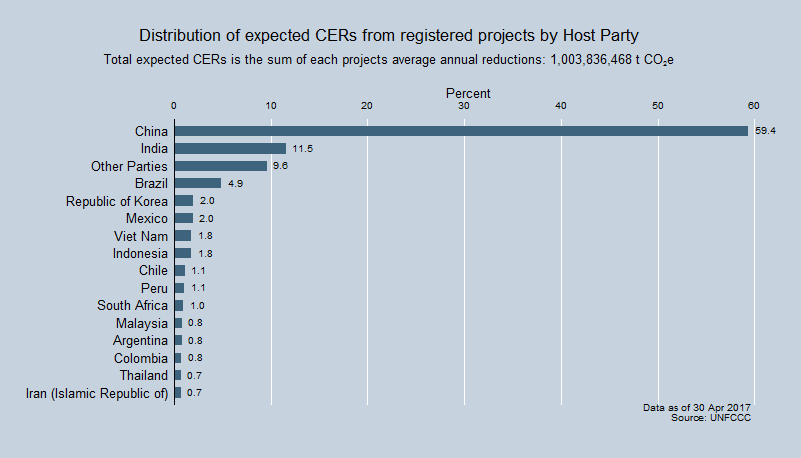 Distribution of expected CERs from registered projects by Host Party
Total expected CERs is the sum of each projects average annual reductions: 1,003,836,468 t CO₂e
Percent
0 10 20 30 40 50 60
China 59.4
India 11.5
Other Parties 9.6
Brazil 4.9
Republic of Korea 2.0
Mexico 2.0
Viet Nam 1.8
Indonesia 1.8
Chile 1.1
Peru 1.1
South Africa 1.0
Malaysia 0.8
Argentina 0.8
Colombia 0.8
Thailand 0.7
Iran (Islamic Republic of) 0.7
Data as of 30 Apr 2017
Source: UNFCCC